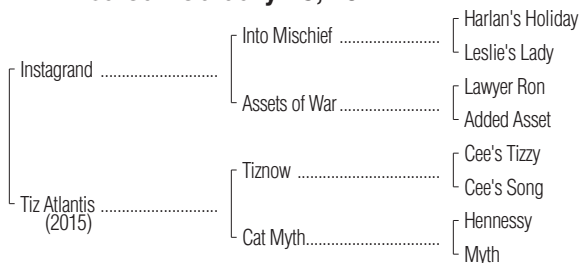 Harlan's Holiday
Into Mischief ........................
Leslie's Lady
Instagrand ............................
Lawyer Ron
Assets of War ........................
Added Asset
Cee's Tizzy
Tiznow ..................................
Cee's Song
Tiz Atlantis ............................
(2015)
Hennessy
Cat Myth................................
Myth